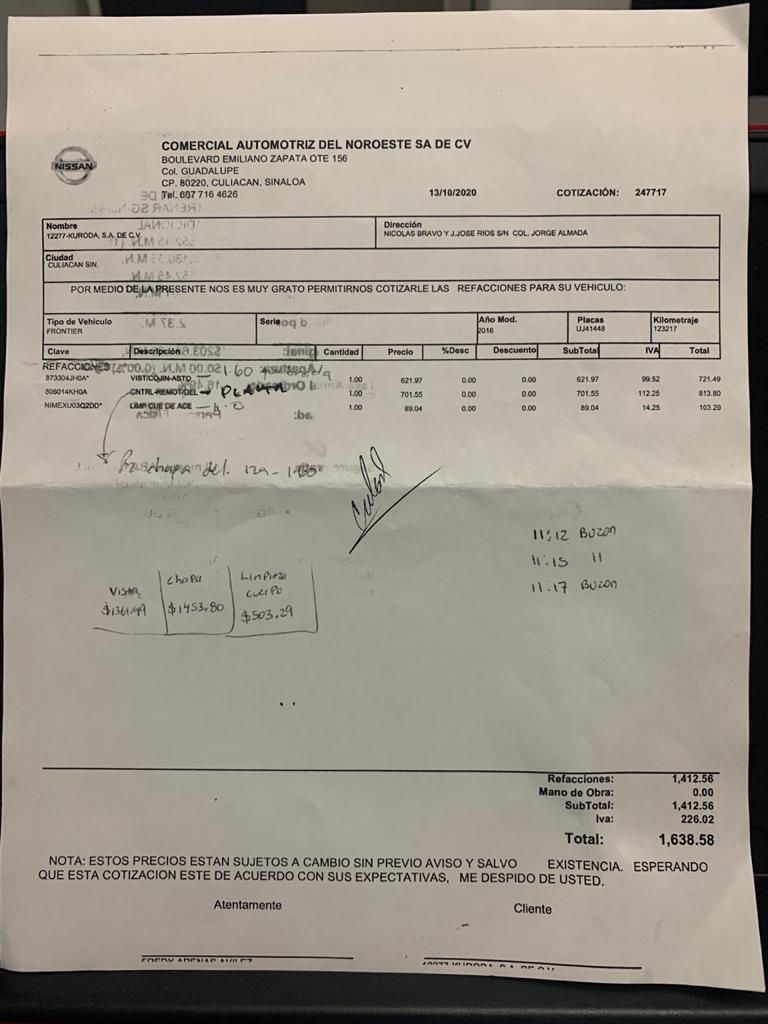 NISSAN
COMERCIAL AUTOMOTRIZ DEL NOROESTE SA DE CV
BOULEVARD EMILIANO ZAPATA OTE 156
Col. GUADALUPE
CP. 80220, CULIACAN, SINALOA
Tel. 667 716 4626
13/10/2020 COTIZACIÓN: 247717
Nombre
12277-KURODA, S.A. DE C.V.
Dirección
NICOLAS BRAVO Y J.JOSE RIOS S/N COL. JORGE ALMADA
Ciudad
CULIACAN SIN.
POR MEDIO DE LA PRESENTE NOS ES MUY GRATO PERMITIRNOS COTIZARLE LAS REFACCIONES PARA SU VEHICULO:
Tipo de Vehiculo Serie Año Mod. Placas Kilometraje
FRONTIER 2016 UJ41448 123217
Clave Descripción Cantidad Precio %Desc Descuento SubTotal IVA Total
REFACCIONES
873304JH0A* VIST/COJIN-ASTO 1.00 621.97 0.00 0.00 621.97 99.52 721.49
805014KH0A CNTRL-REMOT/DEL 1.00 701.55 0.00 0.00 701.55 112.25 813.80
NIMEXU03Q2DD* LIMP CUE DE ACE 1.00 89.04 0.00 0.00 89.04 14.25 103.29
1.60
chapa del.
11:12 BUZON
11:15 11
11:17 BUZON
Vista chapa Limpieza cuerpo
$1361.49 $1453.80 $503.29
Refacciones: 1,412.56
Mano de Obra: 0.00
SubTotal: 1,412.56
Iva: 226.02
Total: 1,638.58
NOTA: ESTOS PRECIOS ESTAN SUJETOS A CAMBIO SIN PREVIO AVISO Y SALVO EXISTENCIA. ESPERANDO
QUE ESTA COTIZACION ESTE DE ACUERDO CON SUS EXPECTATIVAS, ME DESPIDO DE USTED.
Atentamente Cliente